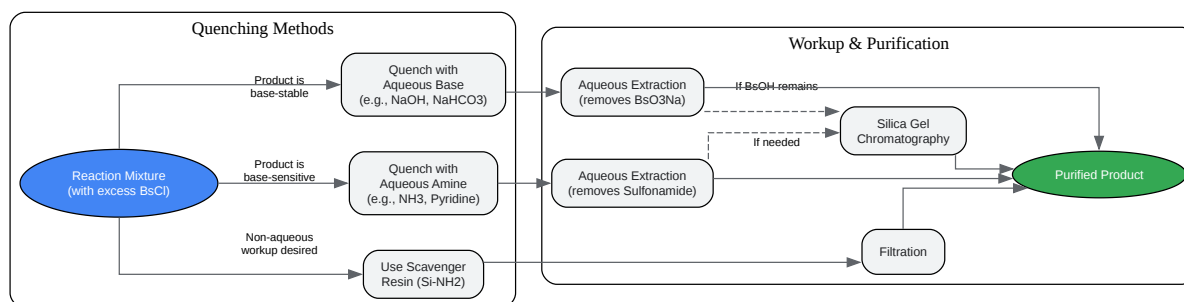 Quenching Methods
Workup & Purification
Product is
base-stable
Quench with
Aqueous Base
(e.g., NaOH, NaHCO3)
Aqueous Extraction
(removes BsO3Na)
If BsOH remains
Silica Gel
Chromatography
If needed
Reaction Mixture
(with excess BsCl)
Product is
base-sensitive
Quench with
Aqueous Amine
(e.g., NH3, Pyridine)
Aqueous Extraction
(removes Sulfonamide)
Purified Product
Non-aqueous
workup desired
Use Scavenger
Resin (Si-NH2)
Filtration